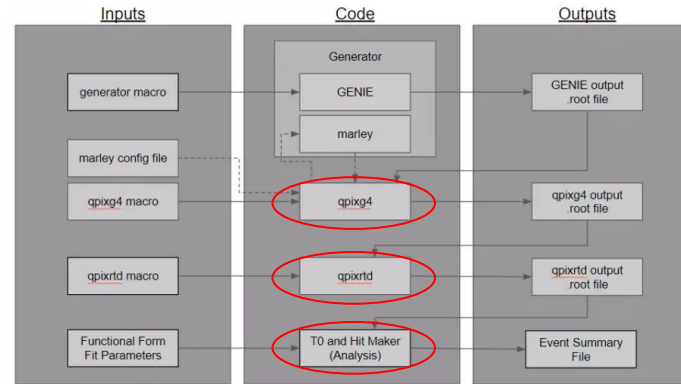 Inputs
Code
Outputs
Generator
generator macro
GENIE
GENIE output
.root file
marley
marley config file
qpixg4 macro
qpixg4
qpixg4 output
.root file
qpixrtd macro
qpixrtd
qpixrtd output
.root file
Functional Form
Fit Parameters
T0 and Hit Maker
(Analysis)
Event Summary
File